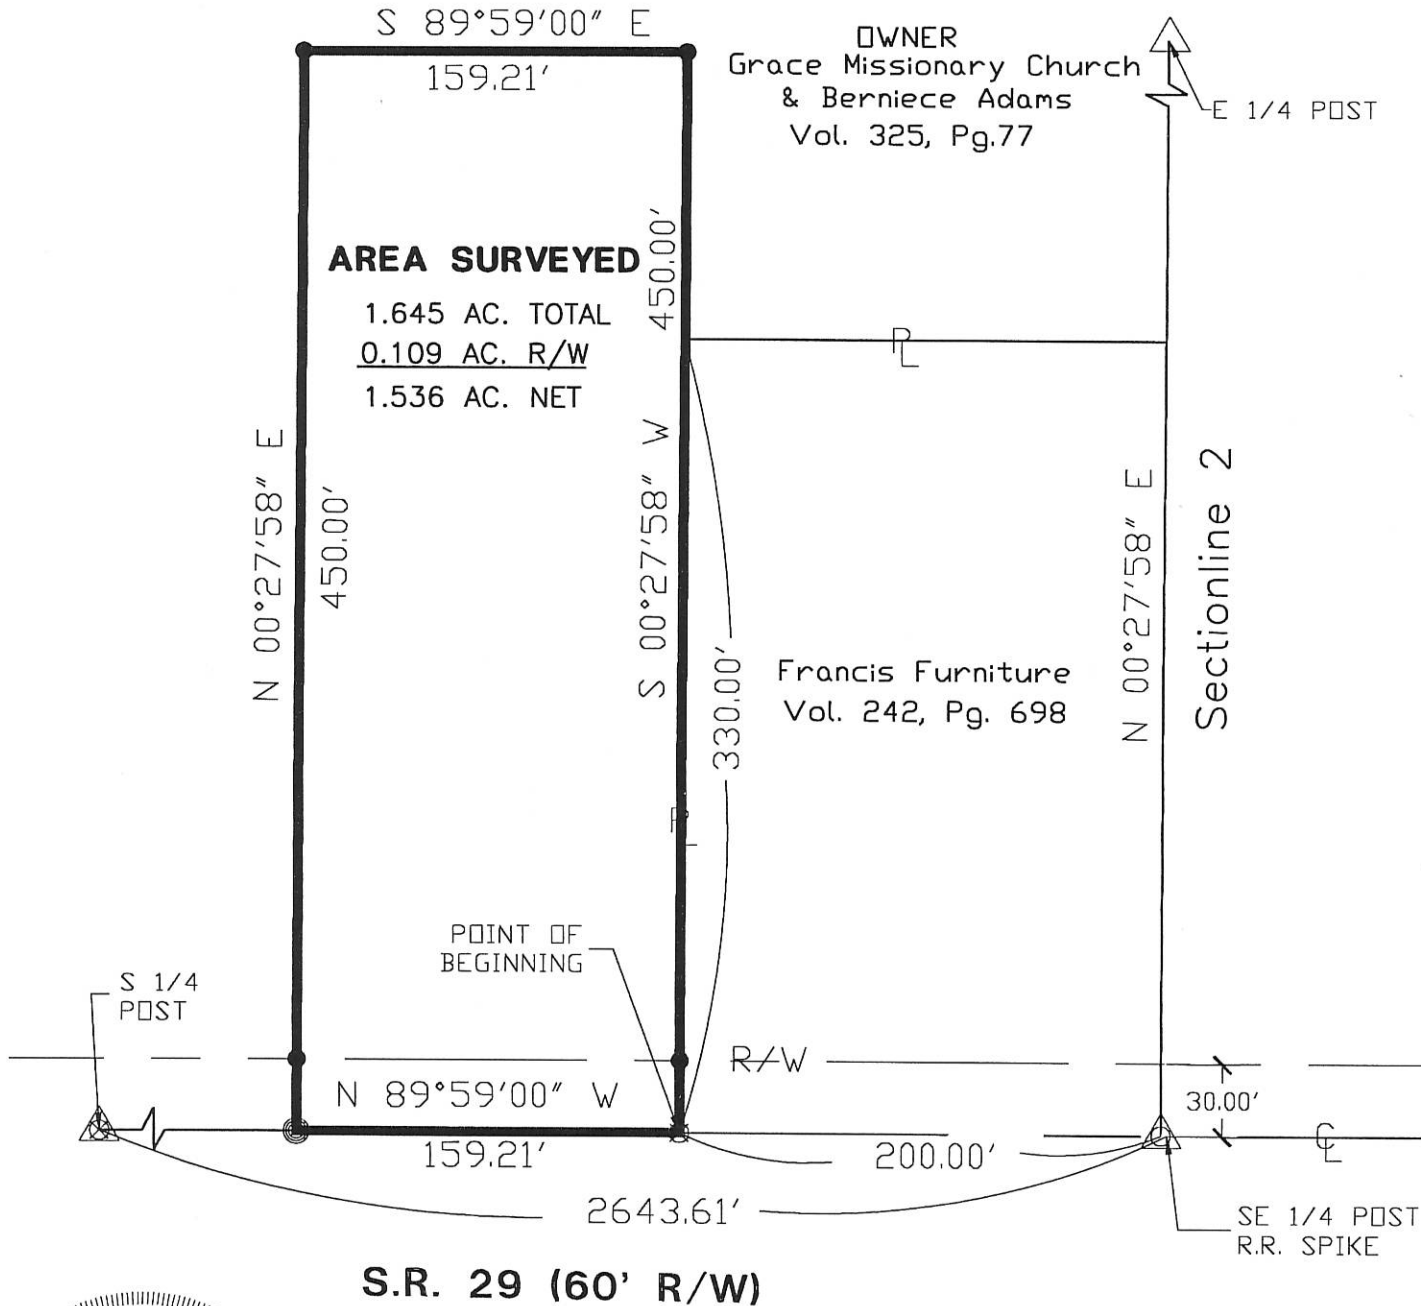 S 89°59'00" E
159.21'
OWNER
Grace Missionary Church
& Berniece Adams
Vol. 325, Pg.77
E 1/4 POST
AREA SURVEYED
1.645 AC. TOTAL
0.109 AC. R/W
1.536 AC. NET
450.00'
PL
N 00°27'58" E
450.00'
S 00°27'58" W
330.00'
Francis Furniture
Vol. 242, Pg. 698
N 00°27'58" E
Sectionline 2
PL
POINT OF
BEGINNING
S 1/4
POST
R/W
N 89°59'00" W
159.21'
30.00'
200.00'
CL
2643.61'
SE 1/4 POST
R.R. SPIKE
S.R. 29 (60' R/W)